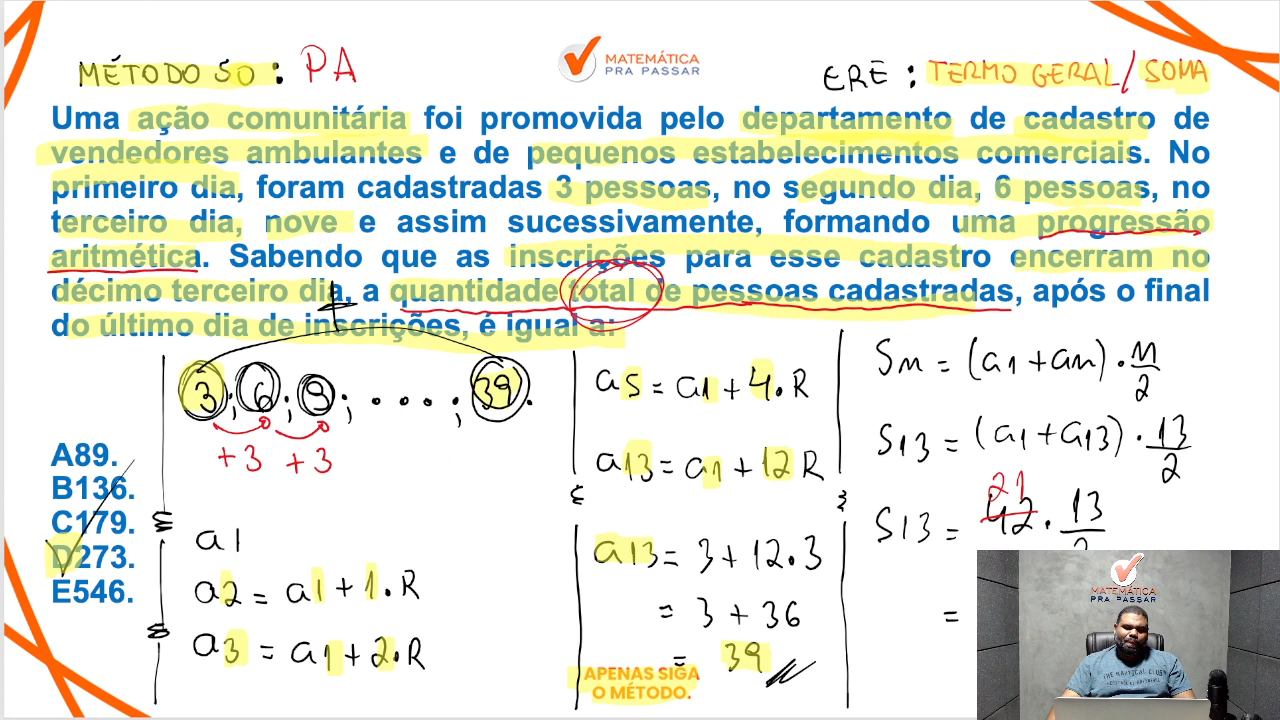 MÉTODO 50 : PA
MATEMÁTICA
PRA PASSAR
ERE : TERMO GERAL / SOMA
Uma ação comunitária foi promovida pelo departamento de cadastro de
vendedores ambulantes e de pequenos estabelecimentos comerciais. No
primeiro dia, foram cadastradas 3 pessoas, no segundo dia, 6 pessoas, no
terceiro dia, nove e assim sucessivamente, formando uma progressão
aritmética. Sabendo que as inscrições para esse cadastro encerram no
décimo terceiro dia, a quantidade total de pessoas cadastradas, após o final
do último dia de inscrições, é igual a:
A89.
B136.
C179.
D273.
E546.
+
3 ; 6 ; 9 ; . . . . ; 39 .
+3 +3
a1
a2 = a1 + 1 . R
a3 = a1 + 2 . R
a5 = a1 + 4 . R
a13 = a1 + 12 R
a13 = 3 + 12 . 3
= 3 + 36
= 39
APENAS SIGA
O MÉTODO.
Sn = (a1 + an) . n/2
S13 = (a1 + a13) . 13/2
21
S13 = 42 . 13/2
=
MATEMÁTICA
PRA PASSAR
THE NAUTICAL CLUB